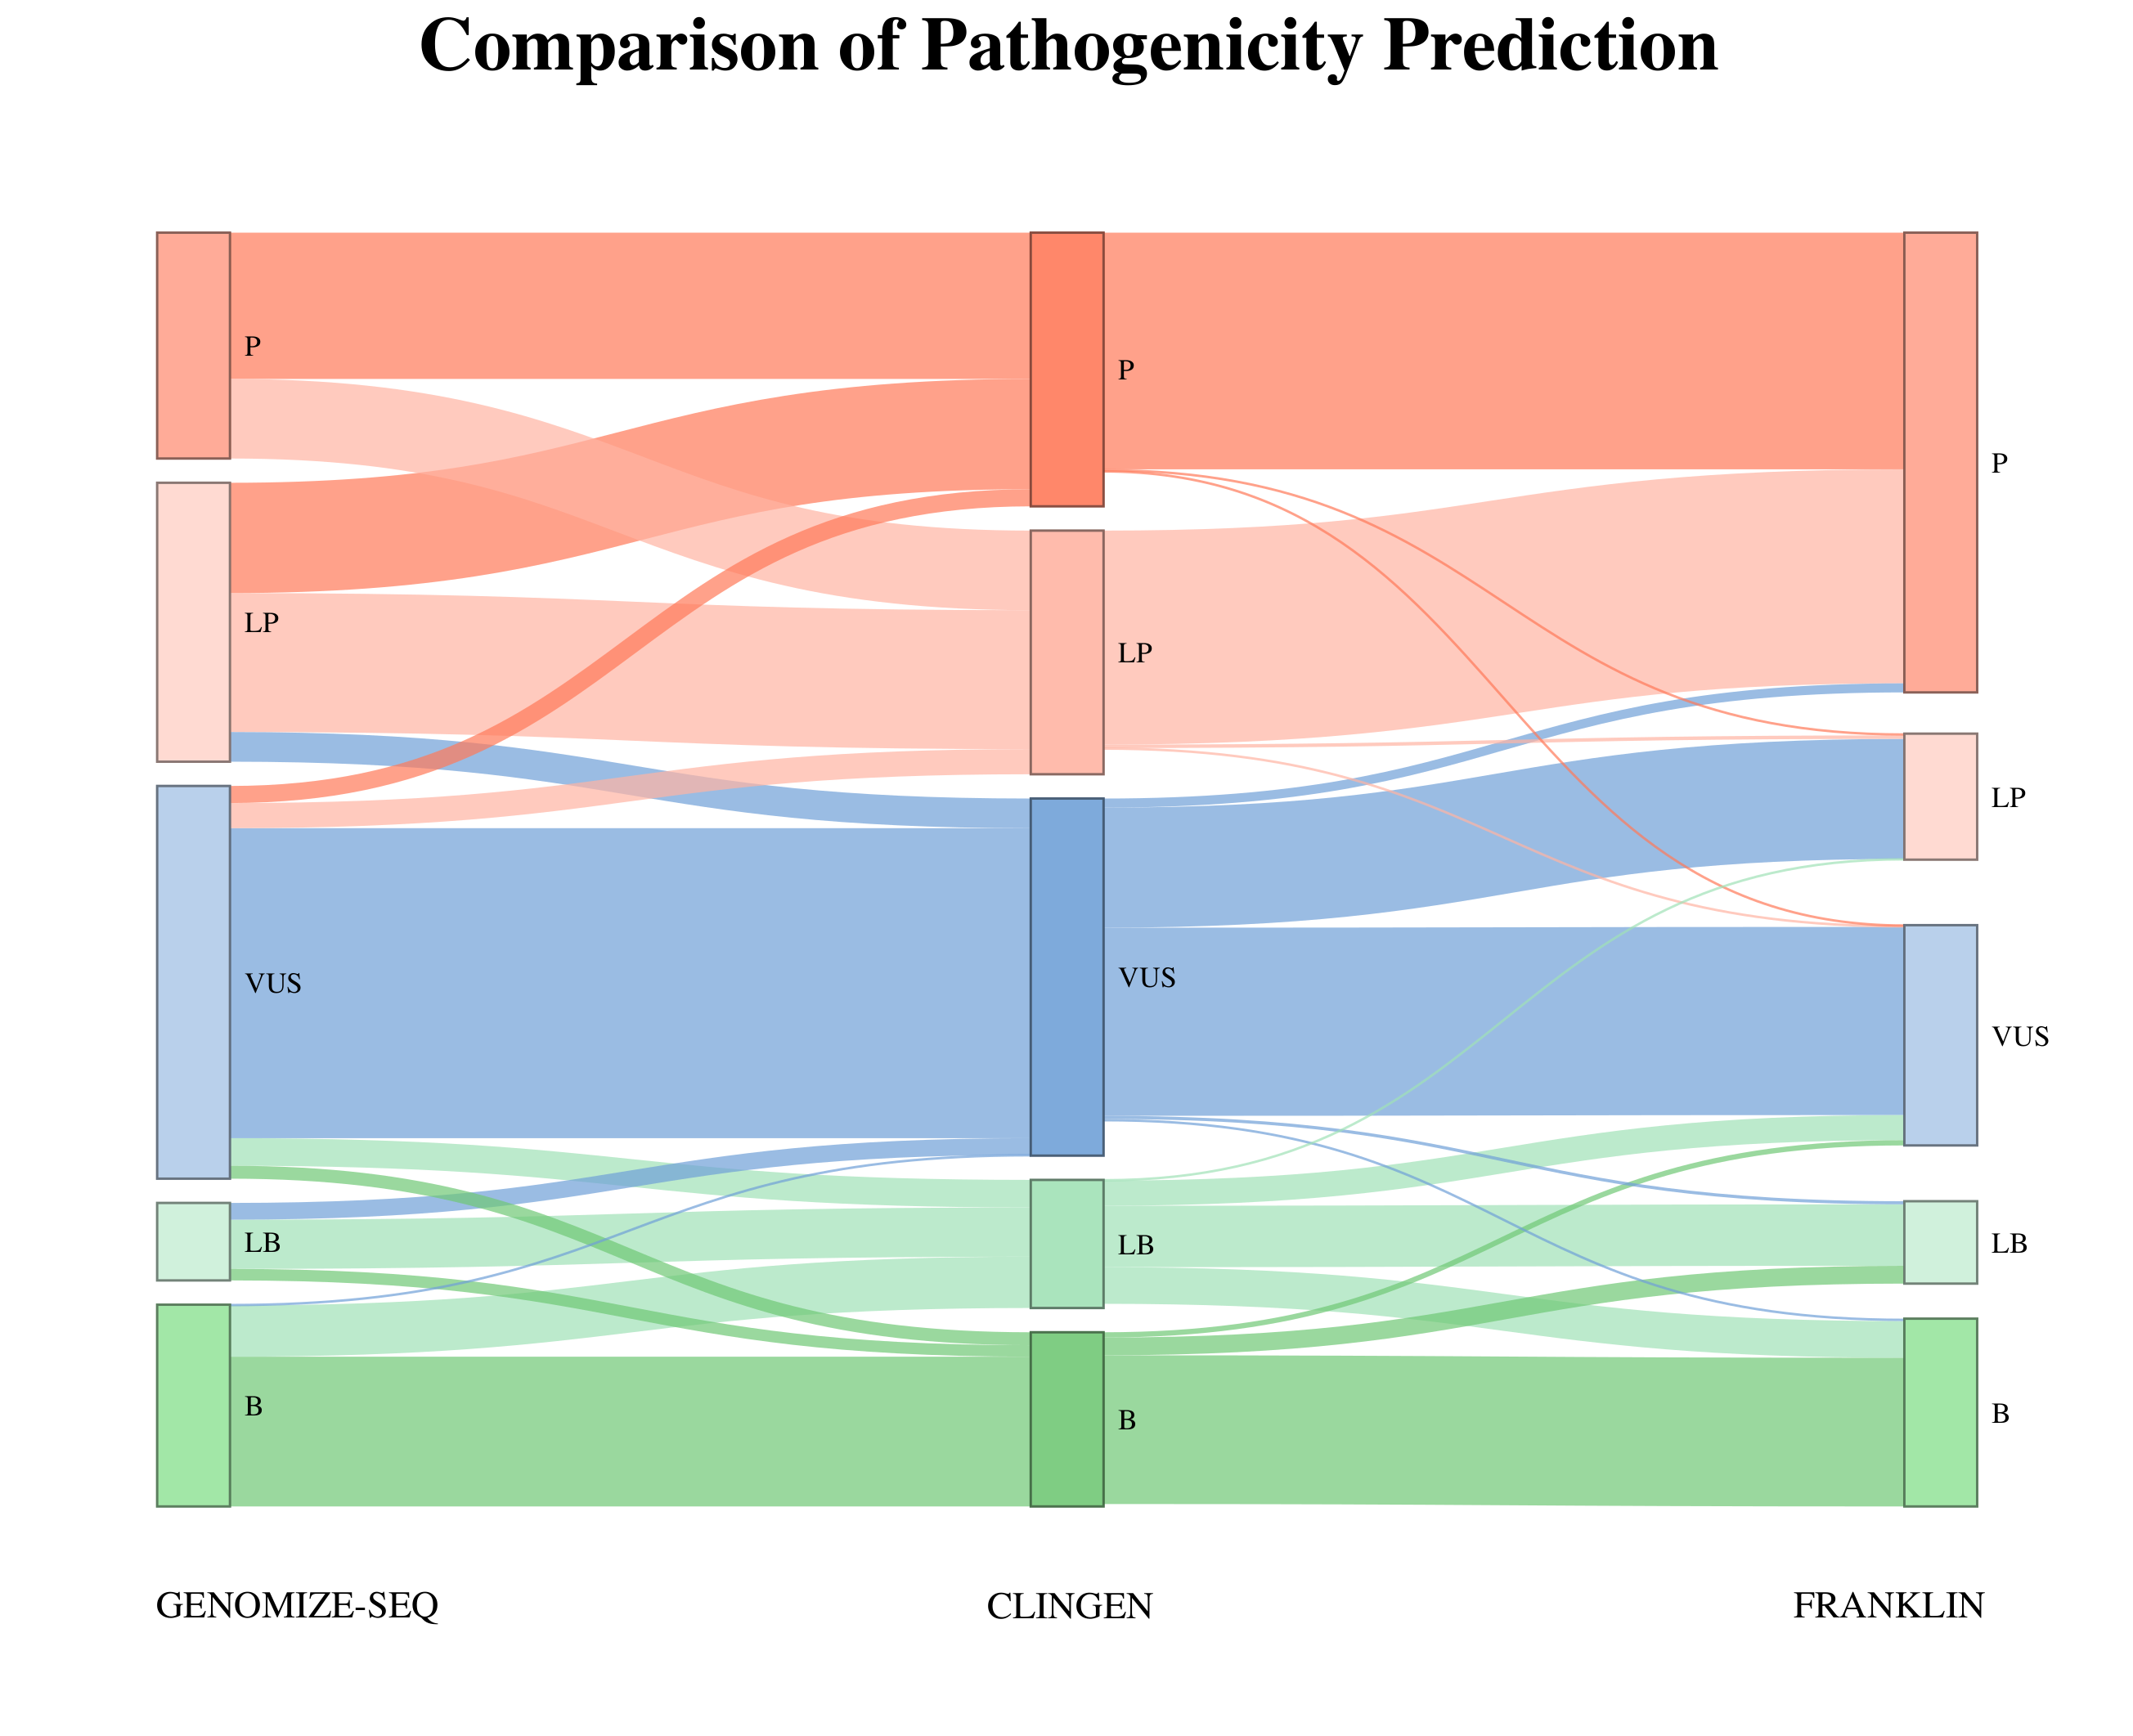 Comparison of Pathogenicity Prediction
P
LP
VUS
LB
B
P
LP
VUS
LB
B
P
LP
VUS
LB
B
GENOMIZE-SEQ
CLINGEN
FRANKLIN